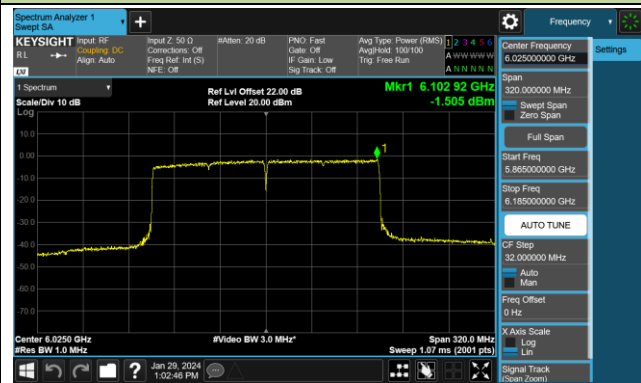 Spectrum Analyzer 1
Swept SA
Frequency
KEYSIGHT
RL
LXI
Input: RF
Coupling: DC
Align: Auto
Input Z: 50 Ω
Corrections: Off
Freq Ref: Int (S)
NFE: Off
#Atten: 20 dB
PNO: Fast
Gate: Off
IF Gain: Low
Sig Track: Off
Avg Type: Power (RMS)
Avg|Hold: 100/100
Trig: Free Run
1 2 3 4 5 6
A W W W W W
A N N N N N
Center Frequency
6.025000000 GHz
Settings
Span
320.000000 MHz
Swept Span
Zero Span
Full Span
Start Freq
5.865000000 GHz
Stop Freq
6.185000000 GHz
AUTO TUNE
CF Step
32.000000 MHz
Auto
Man
Freq Offset
0 Hz
X Axis Scale
Log
Lin
Signal Track
(Span Zoom)
1 Spectrum
Scale/Div 10 dB
Log
Ref Lvl Offset 22.00 dB
Ref Level 20.00 dBm
Mkr1 6.102 92 GHz
-1.505 dBm
1
10.0
0.00
-10.0
-20.0
-30.0
-40.0
-50.0
-60.0
-70.0
Center 6.0250 GHz
#Res BW 1.0 MHz
#Video BW 3.0 MHz*
Span 320.0 MHz
Sweep 1.07 ms (2001 pts)
?
Jan 29, 2024
1:02:46 PM